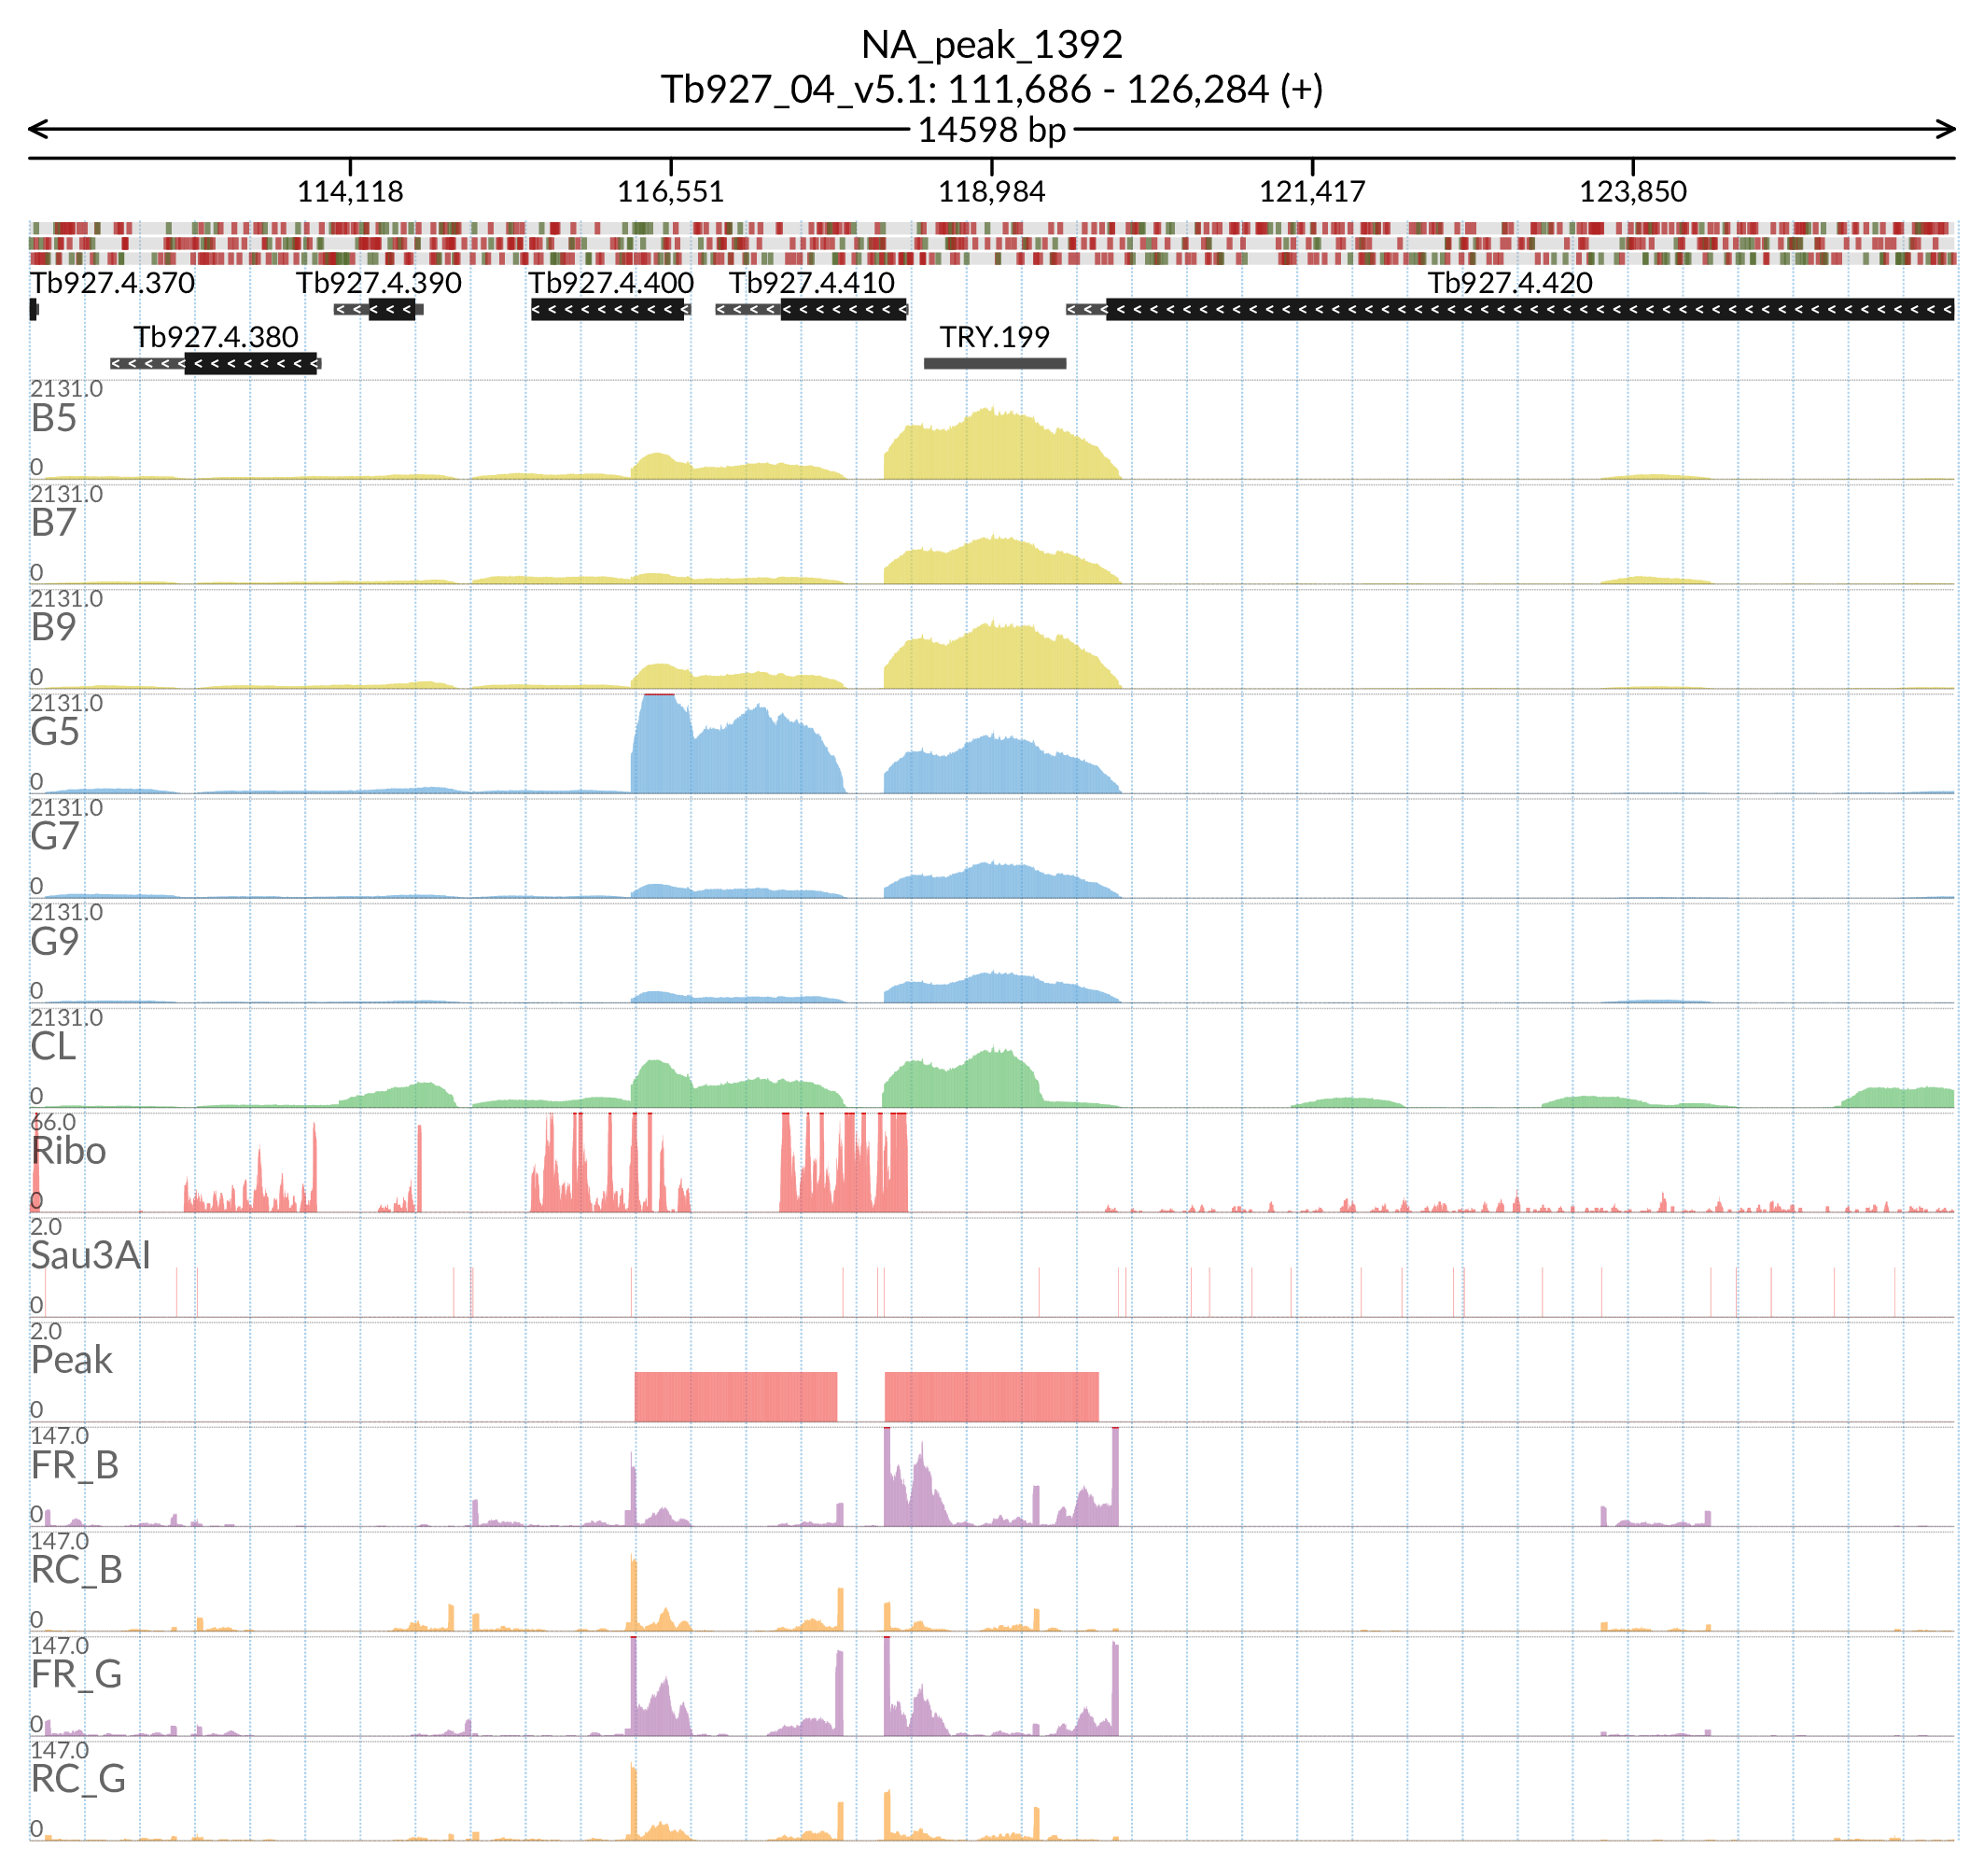 NA_peak_1392
Tb927_04_v5.1: 111,686 - 126,284 (+)
14598 bp
114,118 116,551 118,984 121,417 123,850
Tb927.4.370 Tb927.4.390 Tb927.4.400 Tb927.4.410 Tb927.4.420
Tb927.4.380 TRY.199
2131.0
B5
0
2131.0
B7
0
2131.0
B9
0
2131.0
G5
0
2131.0
G7
0
2131.0
G9
0
2131.0
CL
0
66.0
Ribo
0
2.0
Sau3AI
0
2.0
Peak
0
147.0
FR_B
0
147.0
RC_B
0
147.0
FR_G
0
147.0
RC_G
0